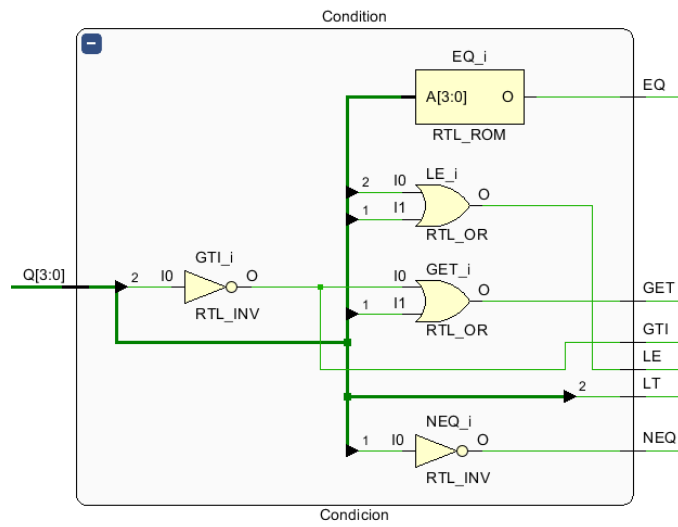 Condition
EQ_i
A[3:0] O
RTL_ROM
EQ
LE_i
2 I0
O
1 I1
RTL_OR
GTI_i
Q[3:0]
2 I0 O
RTL_INV
GET_i
I0
O
1 I1
RTL_OR
GET
GTI
LE
2
LT
NEQ_i
1 I0 O
RTL_INV
NEQ
Condicion